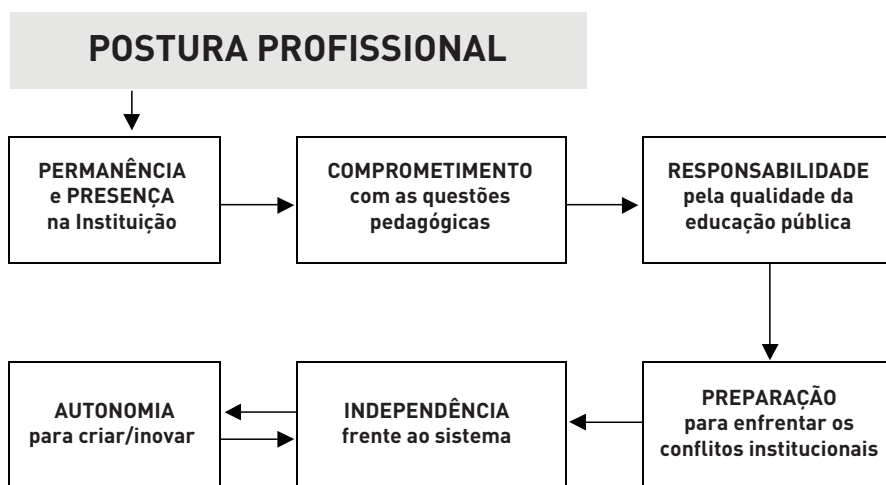 POSTURA PROFISSIONAL
PERMANÊNCIA
e PRESENÇA
na Instituição
COMPROMETIMENTO
com as questões
pedagógicas
RESPONSABILIDADE
pela qualidade da
educação pública
AUTONOMIA
para criar/inovar
INDEPENDÊNCIA
frente ao sistema
PREPARAÇÃO
para enfrentar os
conflitos institucionais